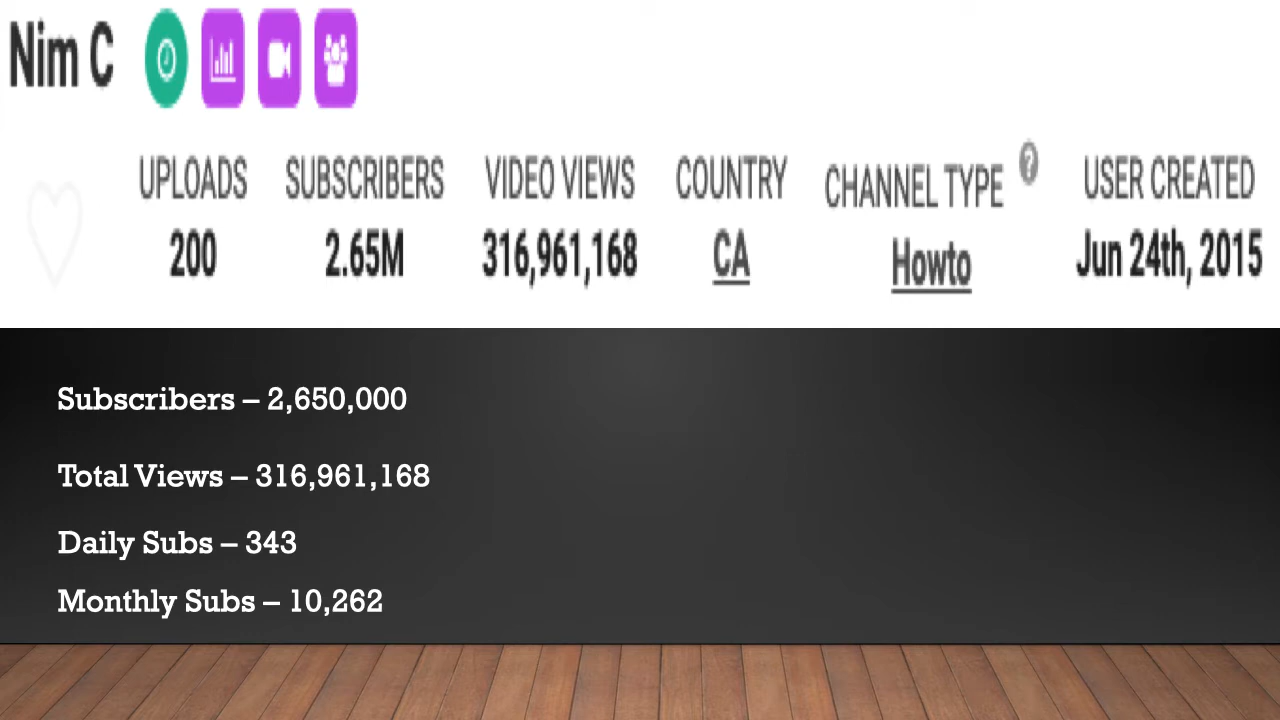 Nim C
UPLOADS SUBSCRIBERS VIDEO VIEWS COUNTRY CHANNEL TYPE ? USER CREATED
200 2.65M 316,961,168 CA Howto Jun 24th, 2015
Subscribers – 2,650,000
Total Views – 316,961,168
Daily Subs – 343
Monthly Subs – 10,262